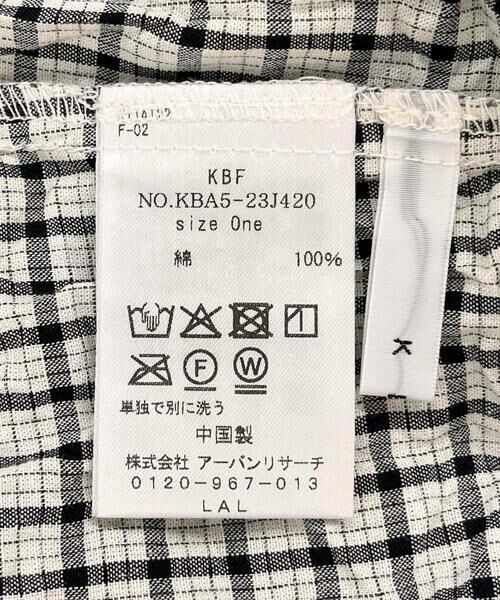 F-02
KBF
NO.KBA5-23J420
size One
綿 100%
F W
単独で別に洗う
中国製
株式会社 アーバンリサーチ
0120-967-013
LAL
K